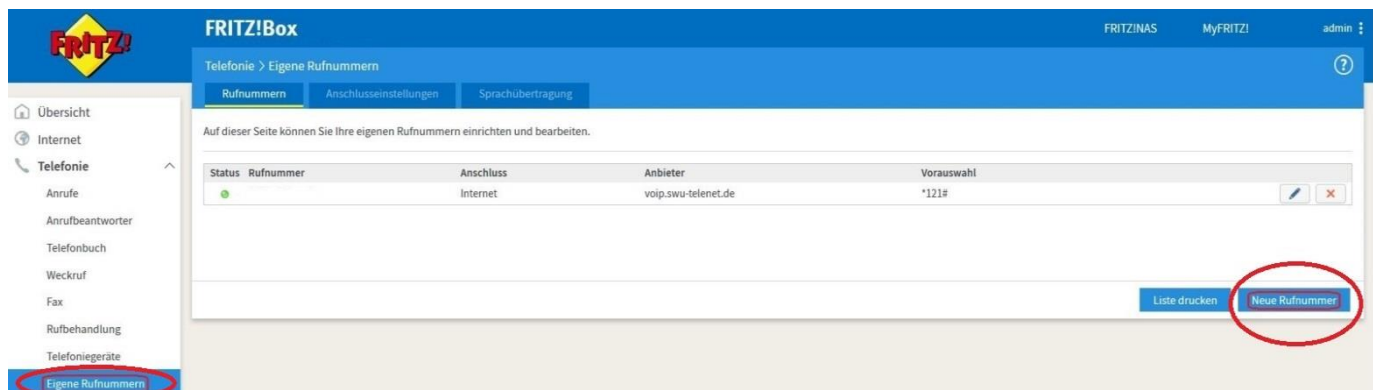 FRITZ!
FRITZ!Box
FRITZ!NAS MyFRITZ! admin
Telefonie > Eigene Rufnummern
?
Rufnummern Anschlusseinstellungen Sprachübertragung
Übersicht
Internet
Telefonie
Anrufe
Anrufbeantworter
Telefonbuch
Weckruf
Fax
Rufbehandlung
Telefoniegeräte
Eigene Rufnummern
Auf dieser Seite können Sie Ihre eigenen Rufnummern einrichten und bearbeiten.
Status Rufnummer Anschluss Anbieter Vorauswahl
Internet voip.swu-telenet.de *121#
Liste drucken Neue Rufnummer